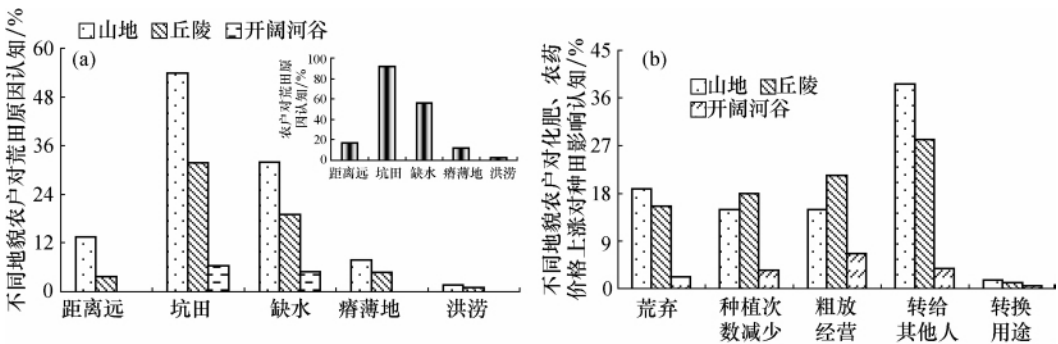 山地 丘陵 开阔河谷
(a)
不同地貌农户对荒田原因认知/%
60
48
36
24
12
0
距离远 坑田 缺水 瘠薄地 洪涝
农户对荒田原
因认知/%
100
80
60
40
20
0
距离远 坑田 缺水 瘠薄地 洪涝
(b)
不同地貌农户对化肥、农药
价格上涨对种田影响认知/%
45
36
27
18
9
0
山地 丘陵
开阔河谷
荒弃 种植次 粗放 转给 转换
数减少 经营 其他人 用途